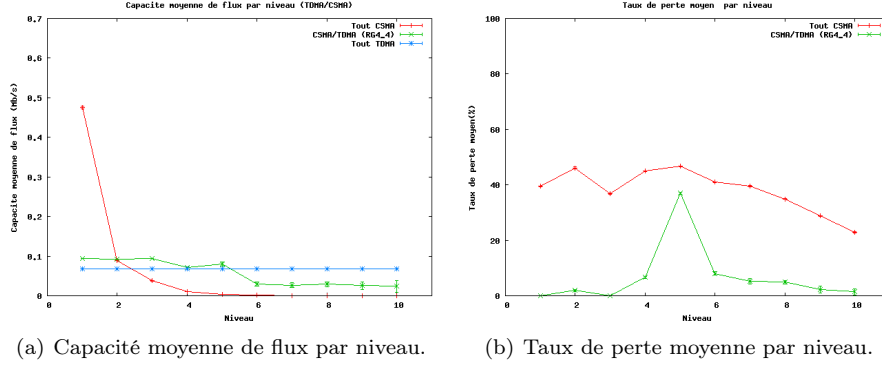 Capacite moyenne de flux par niveau (TDMA/CSMA)
0,7
0,6
0,5
0,4
0,3
0,2
0,1
0
Capacite moyenne de flux (Mb/s)
Tout CSMA
CSMA/TDMA (RG4_4)
Tout TDMA
0 2 4 6 8 10
Niveau
(a) Capacité moyenne de flux par niveau.
Taux de perte moyen par niveau
100
80
60
40
20
0
Taux de perte moyen(%)
Tout CSMA
CSMA/TDMA (RG4_4)
0 2 4 6 8 10
Niveau
(b) Taux de perte moyenne par niveau.